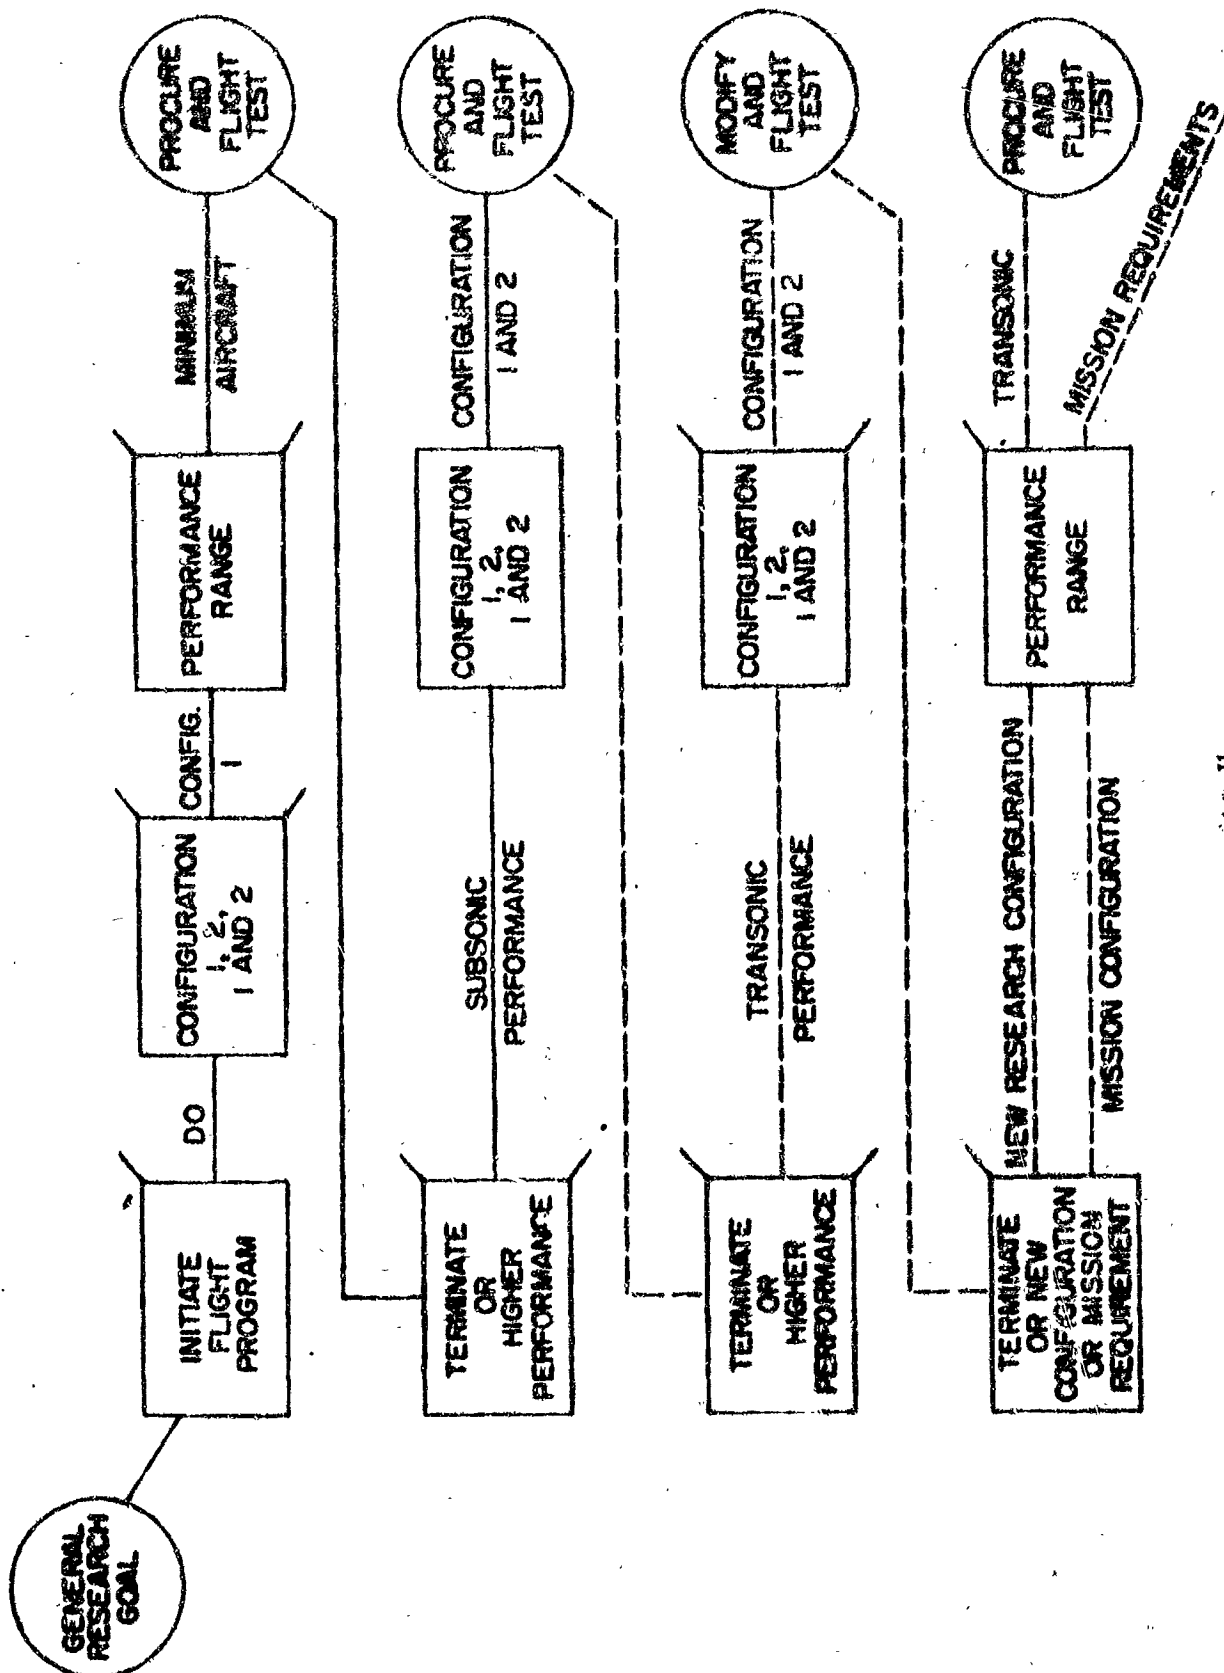 GENERAL
RESEARCH
GOAL
INITIATE
FLIGHT
PROGRAM
DO
CONFIGURATION
1, 2,
1 AND 2
CONFIG.
1
PERFORMANCE
RANGE
MINIMUM
AIRCRAFT
PROCURE
AND
FLIGHT
TEST
TERMINATE
OR
HIGHER
PERFORMANCE
SUBSONIC
PERFORMANCE
CONFIGURATION
1, 2,
1 AND 2
CONFIGURATION
1 AND 2
PROCURE
AND
FLIGHT
TEST
TERMINATE
OR
HIGHER
PERFORMANCE
TRANSONIC
PERFORMANCE
CONFIGURATION
1, 2,
1 AND 2
CONFIGURATION
1 AND 2
MODIFY
AND
FLIGHT
TEST
TERMINATE
OR NEW
CONFIGURATION
OR MISSION
REQUIREMENT
NEW RESEARCH CONFIGURATION
MISSION CONFIGURATION
PERFORMANCE
RANGE
TRANSONIC
MISSION REQUIREMENTS
PROCURE
AND
FLIGHT
TEST